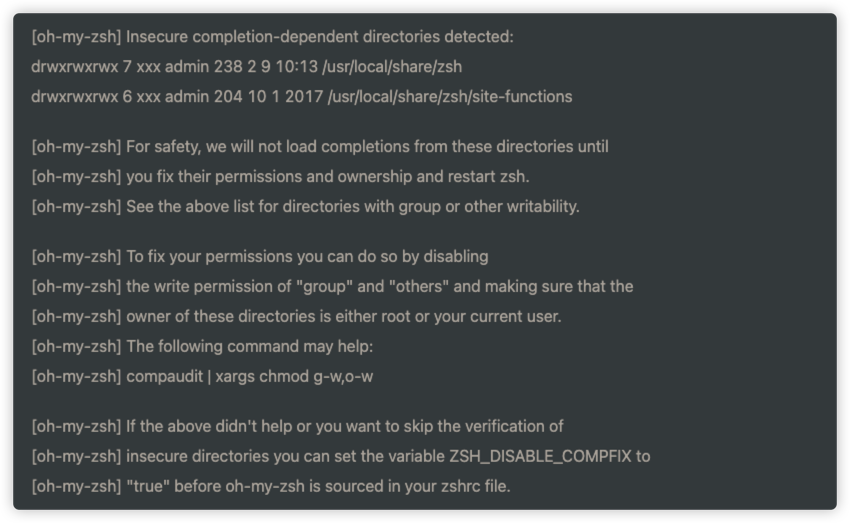 [oh-my-zsh] Insecure completion-dependent directories detected:
drwxrwxrwx 7 xxx admin 238 2 9 10:13 /usr/local/share/zsh
drwxrwxrwx 6 xxx admin 204 10 1 2017 /usr/local/share/zsh/site-functions
[oh-my-zsh] For safety, we will not load completions from these directories until
[oh-my-zsh] you fix their permissions and ownership and restart zsh.
[oh-my-zsh] See the above list for directories with group or other writability.
[oh-my-zsh] To fix your permissions you can do so by disabling
[oh-my-zsh] the write permission of "group" and "others" and making sure that the
[oh-my-zsh] owner of these directories is either root or your current user.
[oh-my-zsh] The following command may help:
[oh-my-zsh] compaudit | xargs chmod g-w,o-w
[oh-my-zsh] If the above didn't help or you want to skip the verification of
[oh-my-zsh] insecure directories you can set the variable ZSH_DISABLE_COMPFIX to
[oh-my-zsh] "true" before oh-my-zsh is sourced in your zshrc file.